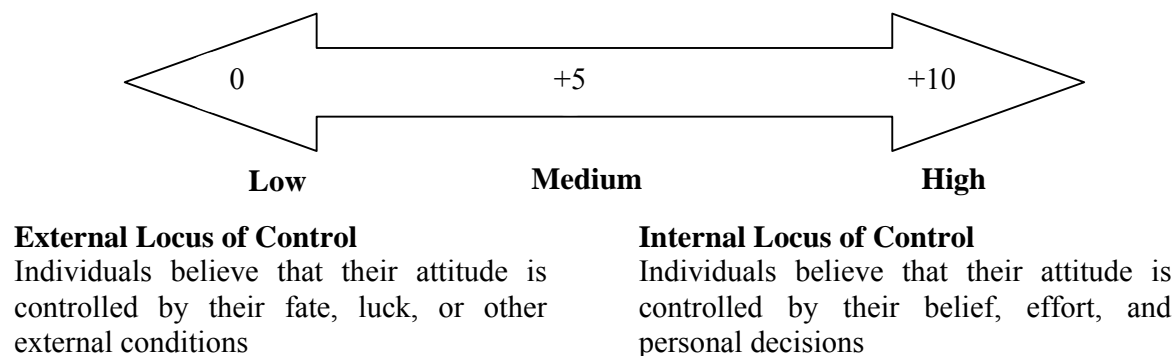 0 +5 +10
Low Medium High
External Locus of Control
Individuals believe that their attitude is
controlled by their fate, luck, or other
external conditions
Internal Locus of Control
Individuals believe that their attitude is
controlled by their belief, effort, and
personal decisions